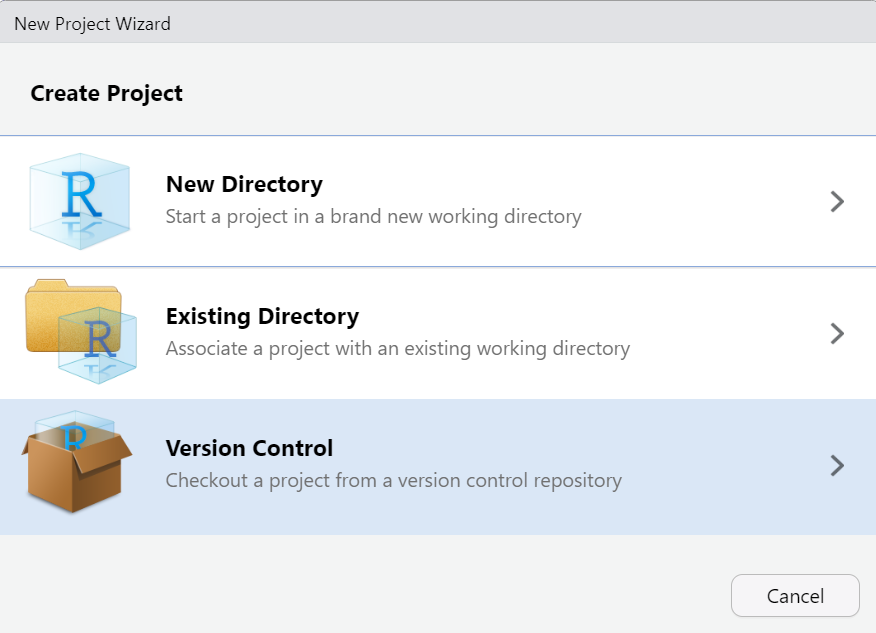 New Project Wizard
Create Project
R
New Directory
Start a project in a brand new working directory
R
Existing Directory
Associate a project with an existing working directory
R
Version Control
Checkout a project from a version control repository
Cancel